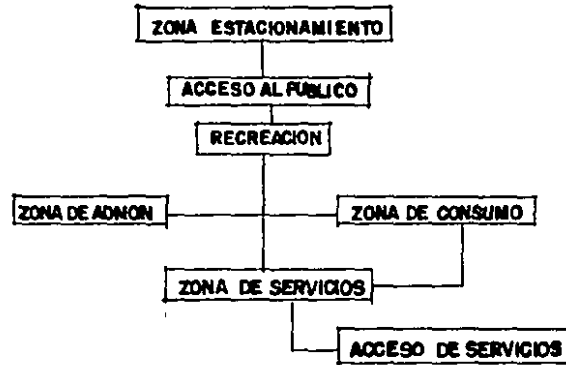 ZONA ESTACIONAMIENTO
ACCESO AL PUBLICO
RECREACION
ZONA DE ADMON
ZONA DE CONSUMO
ZONA DE SERVICIOS
ACCESO DE SERVICIOS